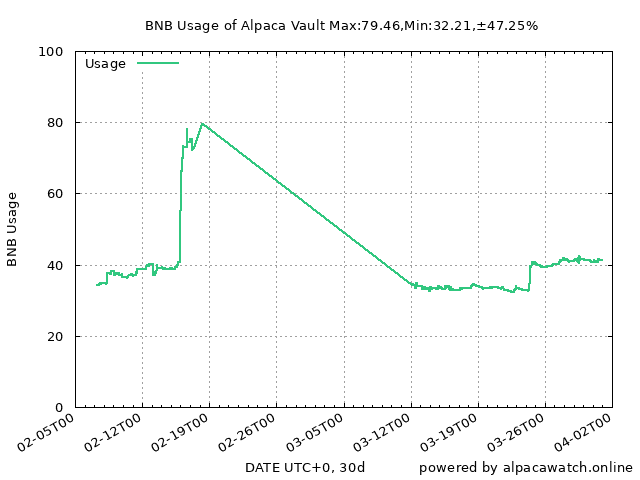 BNB Usage of Alpaca Vault Max:79.46,Min:32.21,±47.25%
Usage
BNB Usage
100
80
60
40
20
0
02-05T00
02-12T00
02-19T00
02-26T00
03-05T00
03-12T00
03-19T00
03-26T00
04-02T00
DATE UTC+0, 30d
powered by alpacawatch.online